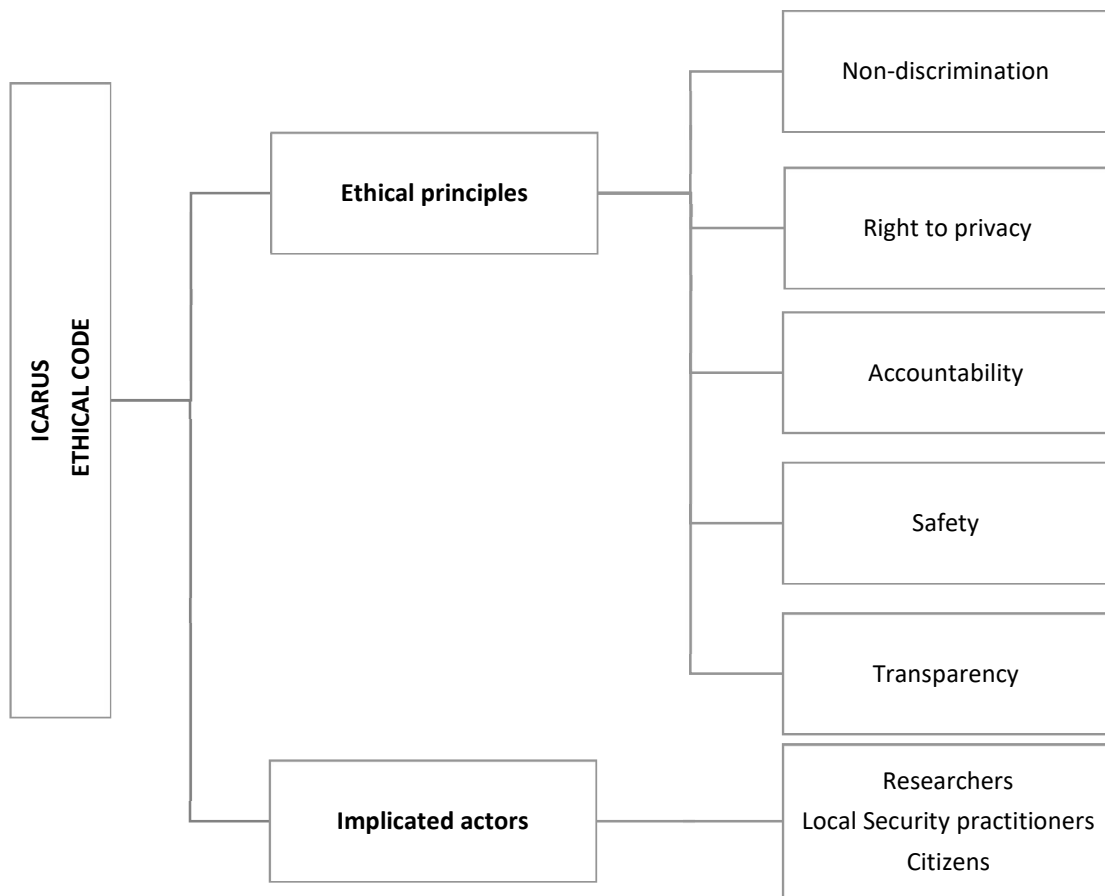 ICARUS
ETHICAL CODE
Ethical principles
Non-discrimination
Right to privacy
Accountability
Safety
Transparency
Implicated actors
Researchers
Local Security practitioners
Citizens